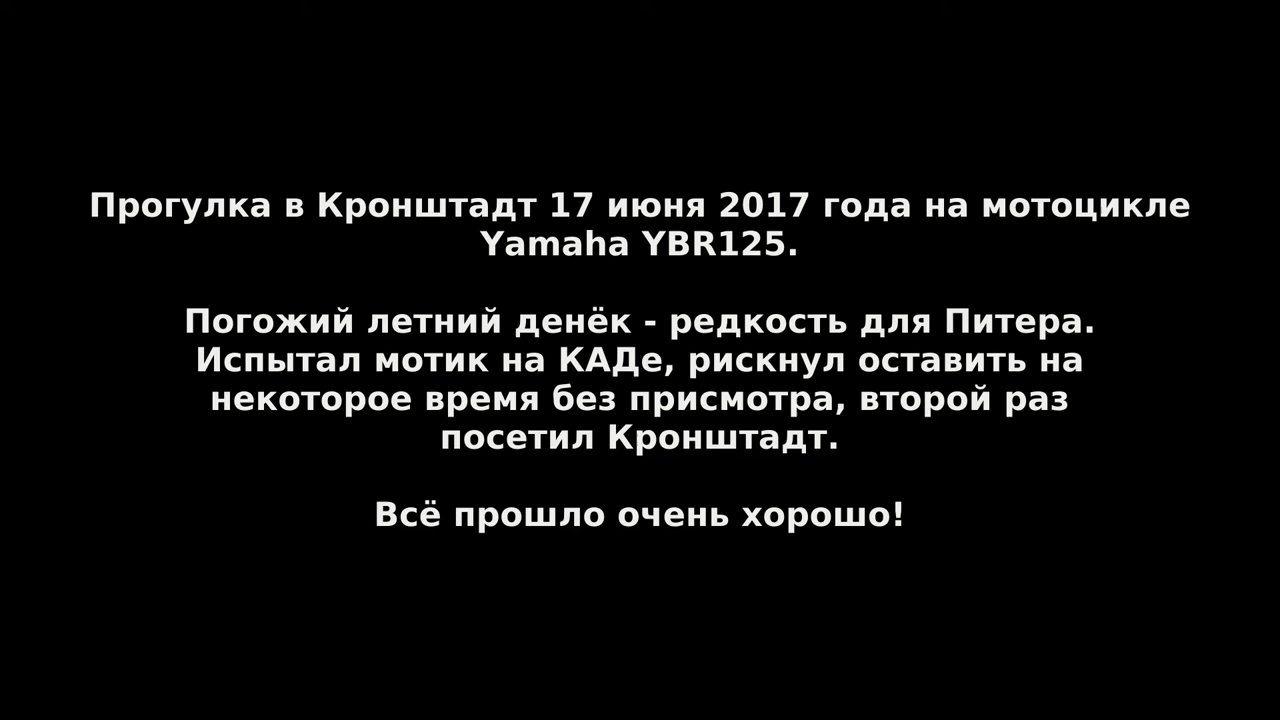 Прогулка в Кронштадт 17 июня 2017 года на мотоцикле
Yamaha YBR125.
Погожий летний денёк - редкость для Питера.
Испытал мотик на КАДе, рискнул оставить на
некоторое время без присмотра, второй раз
посетил Кронштадт.
Всё прошло очень хорошо!